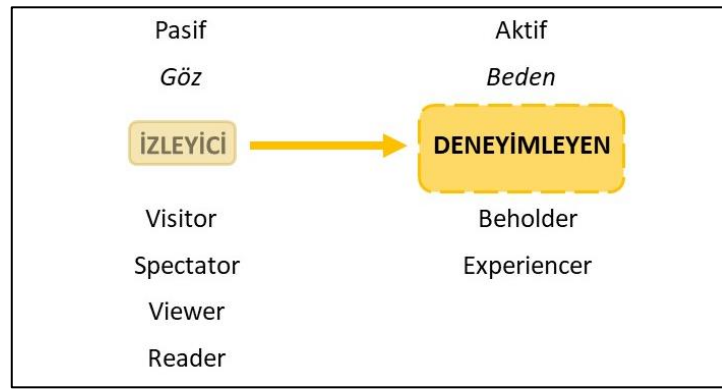 Pasif Aktif
Göz Beden
İZLEYİCİ DENEYİMLEYEN
Visitor Beholder
Spectator Experiencer
Viewer
Reader